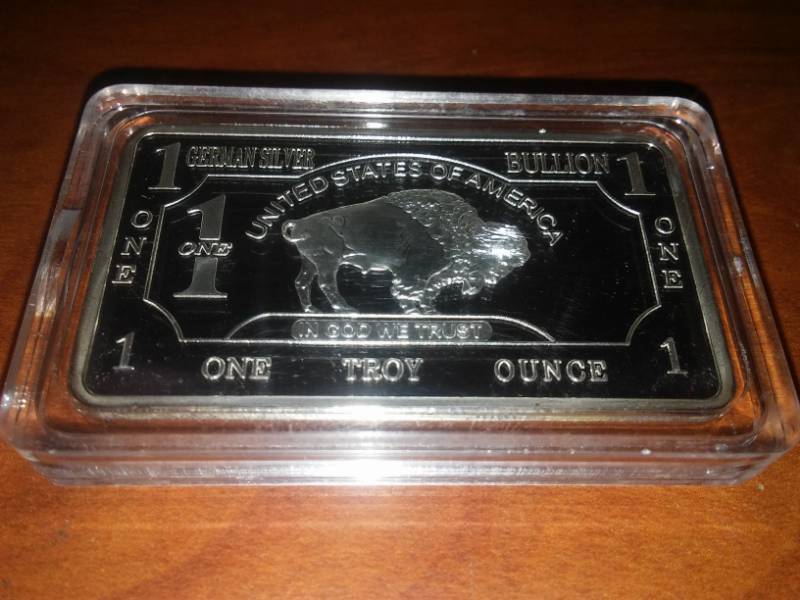 1 GERMAN SILVER BULLION 1
UNITED STATES OF AMERICA
ONE
1
ONE
ONE
IN GOD WE TRUST
1 ONE TROY OUNCE 1